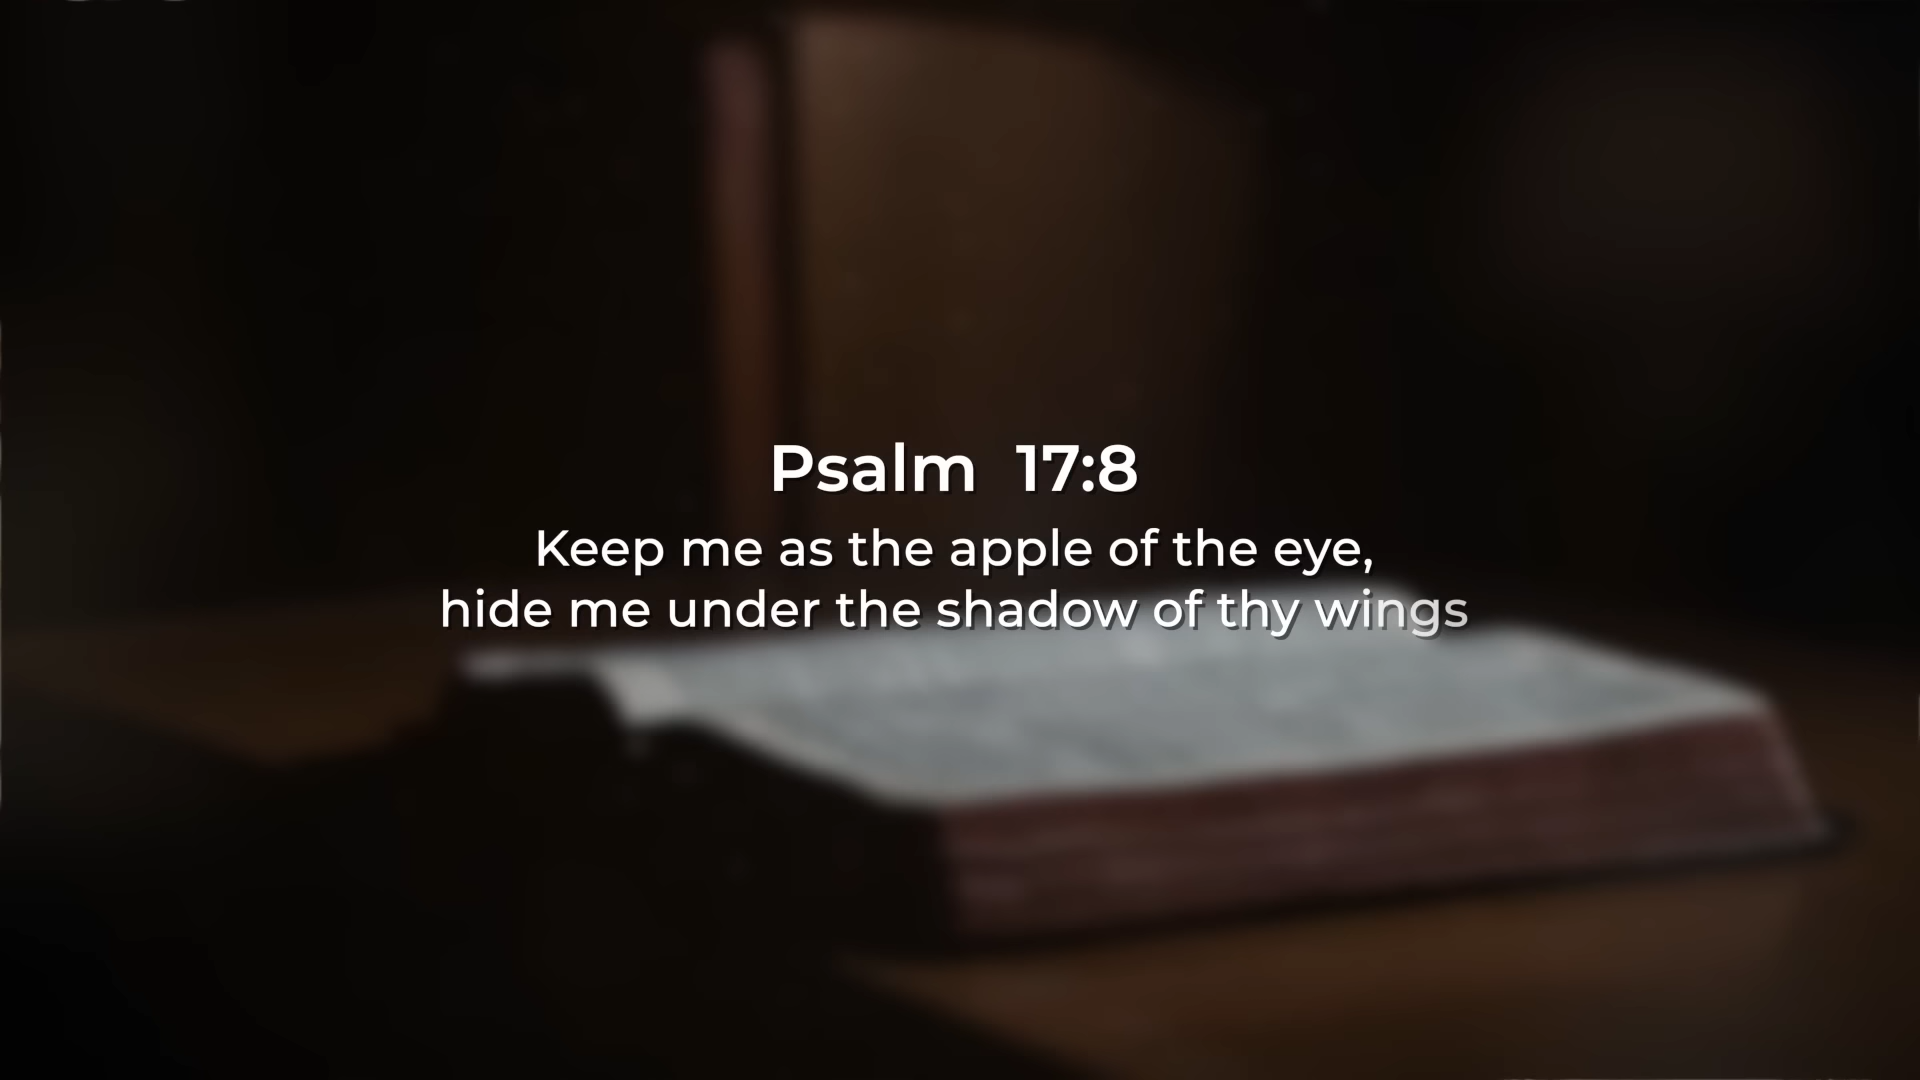 Psalm 17:8
Keep me as the apple of the eye,
hide me under the shadow of thy wings